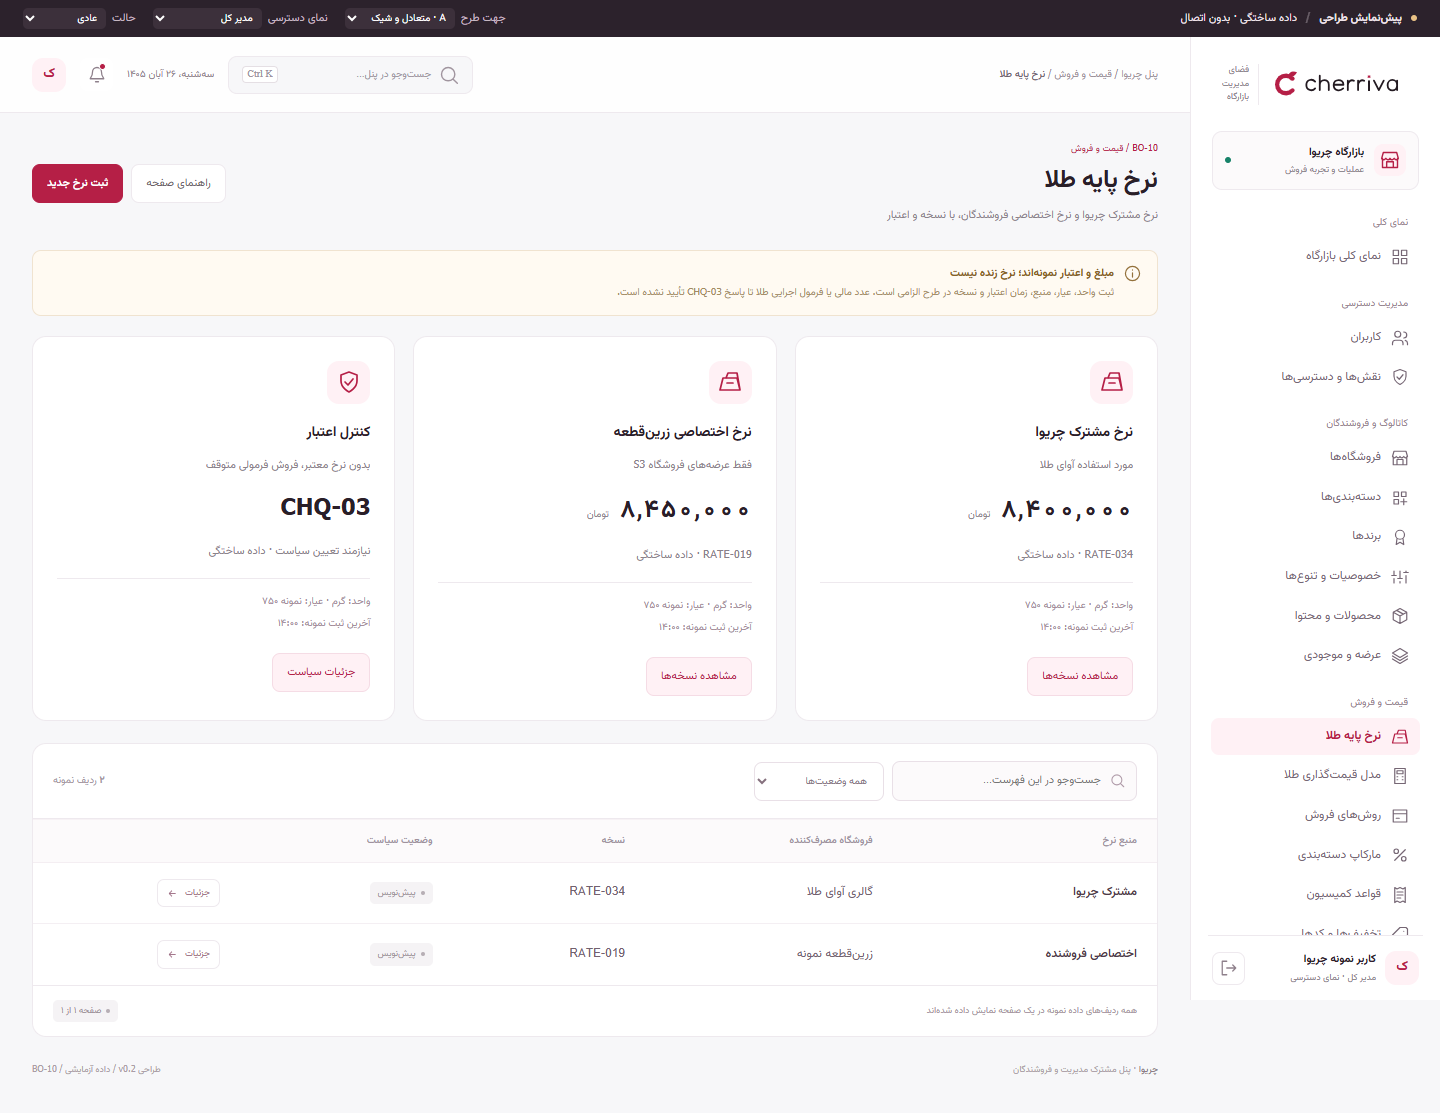 پیش‌نمایش طراحی / داده ساختگی · بدون اتصال
جهت طرح A · متعادل و شیک نمای دسترسی مدیر کل حالت عادی
cherriva
فضای
مدیریت
بازارگاه
بازارگاه چریوا
عملیات و تجربه فروش
نمای کلی
نمای کلی بازارگاه
مدیریت دسترسی
کاربران
نقش‌ها و دسترسی‌ها
کاتالوگ و فروشندگان
فروشگاه‌ها
دسته‌بندی‌ها
برندها
خصوصیات و تنوع‌ها
محصولات و محتوا
عرضه و موجودی
قیمت و فروش
نرخ پایه طلا
مدل قیمت‌گذاری طلا
روش‌های فروش
مارکاپ دسته‌بندی
قواعد کمیسیون
تخفیف‌ها و کدها
ک
کاربر نمونه چریوا
مدیر کل · نمای دسترسی
پنل چریوا / قیمت و فروش / نرخ پایه طلا
جست‌وجو در پنل...
Ctrl K
سه‌شنبه، ۲۶ آبان ۱۴۰۵
ک
BO-10 / قیمت و فروش
نرخ پایه طلا
نرخ مشترک چریوا و نرخ اختصاصی فروشندگان، با نسخه و اعتبار
راهنمای صفحه
ثبت نرخ جدید
مبلغ و اعتبار نمونه‌اند؛ نرخ زنده نیست
ثبت واحد، عیار، منبع، زمان اعتبار و نسخه در طرح الزامی است. عدد مالی یا فرمول اجرایی طلا تا پاسخ CHQ-03 تأیید نشده است.
نرخ مشترک چریوا
مورد استفاده آوای طلا
۸,۴۰۰,۰۰۰ تومان
RATE-034 · داده ساختگی
واحد: گرم · عیار: نمونه ۷۵۰
آخرین ثبت نمونه: ۱۴:۰۰
مشاهده نسخه‌ها
نرخ اختصاصی زرین‌قطعه
فقط عرضه‌های فروشگاه S3
۸,۴۵۰,۰۰۰ تومان
RATE-019 · داده ساختگی
واحد: گرم · عیار: نمونه ۷۵۰
آخرین ثبت نمونه: ۱۴:۰۰
مشاهده نسخه‌ها
کنترل اعتبار
بدون نرخ معتبر، فروش فرمولی متوقف
CHQ-03
نیازمند تعیین سیاست · داده ساختگی
واحد: گرم · عیار: نمونه ۷۵۰
آخرین ثبت نمونه: ۱۴:۰۰
جزئیات سیاست
جست‌وجو در این فهرست...
همه وضعیت‌ها
۲ ردیف نمونه
منبع نرخ فروشگاه مصرف‌کننده نسخه وضعیت سیاست
مشترک چریوا گالری آوای طلا RATE-034 پیش‌نویس جزئیات ←
اختصاصی فروشنده زرین‌قطعه نمونه RATE-019 پیش‌نویس جزئیات ←
همه ردیف‌های داده نمونه در یک صفحه نمایش داده شده‌اند
صفحه ۱ از ۱
چریوا · پنل مشترک مدیریت و فروشندگان
طراحی v0.2 / داده آزمایشی / BO-10